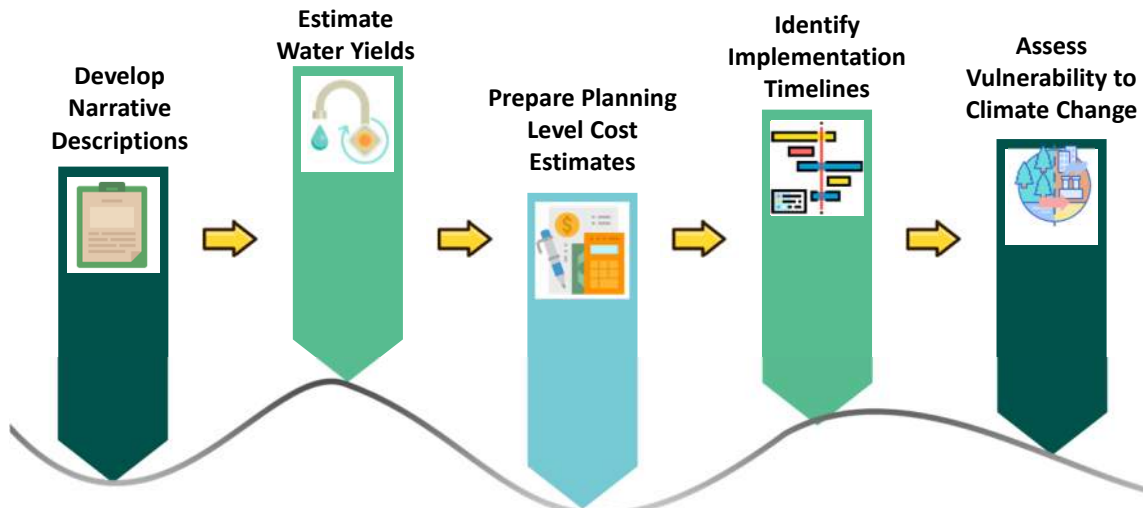 Develop
Narrative
Descriptions
Estimate
Water Yields
Prepare Planning
Level Cost
Estimates
Identify
Implementation
Timelines
Assess
Vulnerability to
Climate Change
$